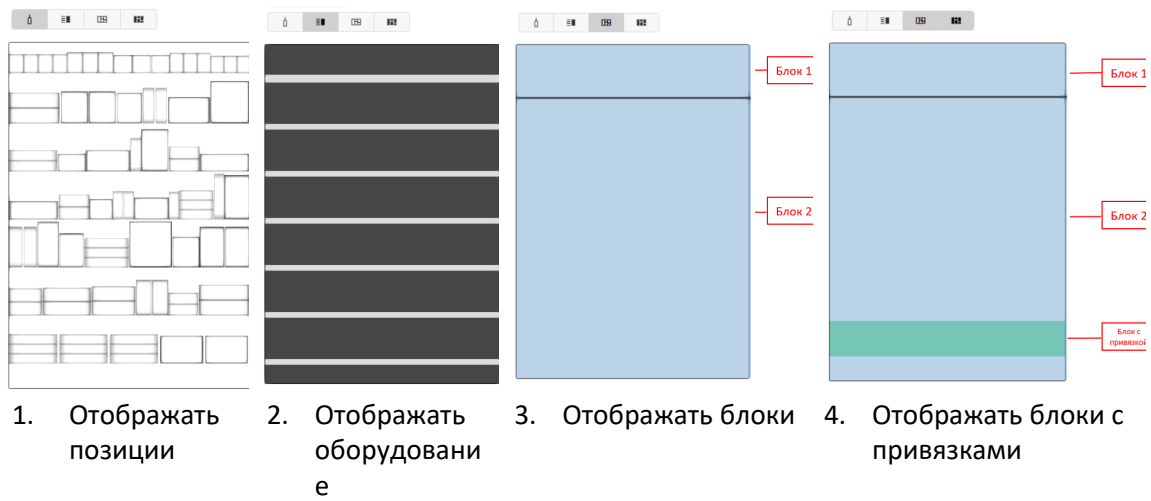 Блок 1
Блок 2
Блок 1
Блок 2
Блок с
привязкой
1. Отображать
позиции
2. Отображать
оборудовани
е
3. Отображать блоки
4. Отображать блоки с
привязками